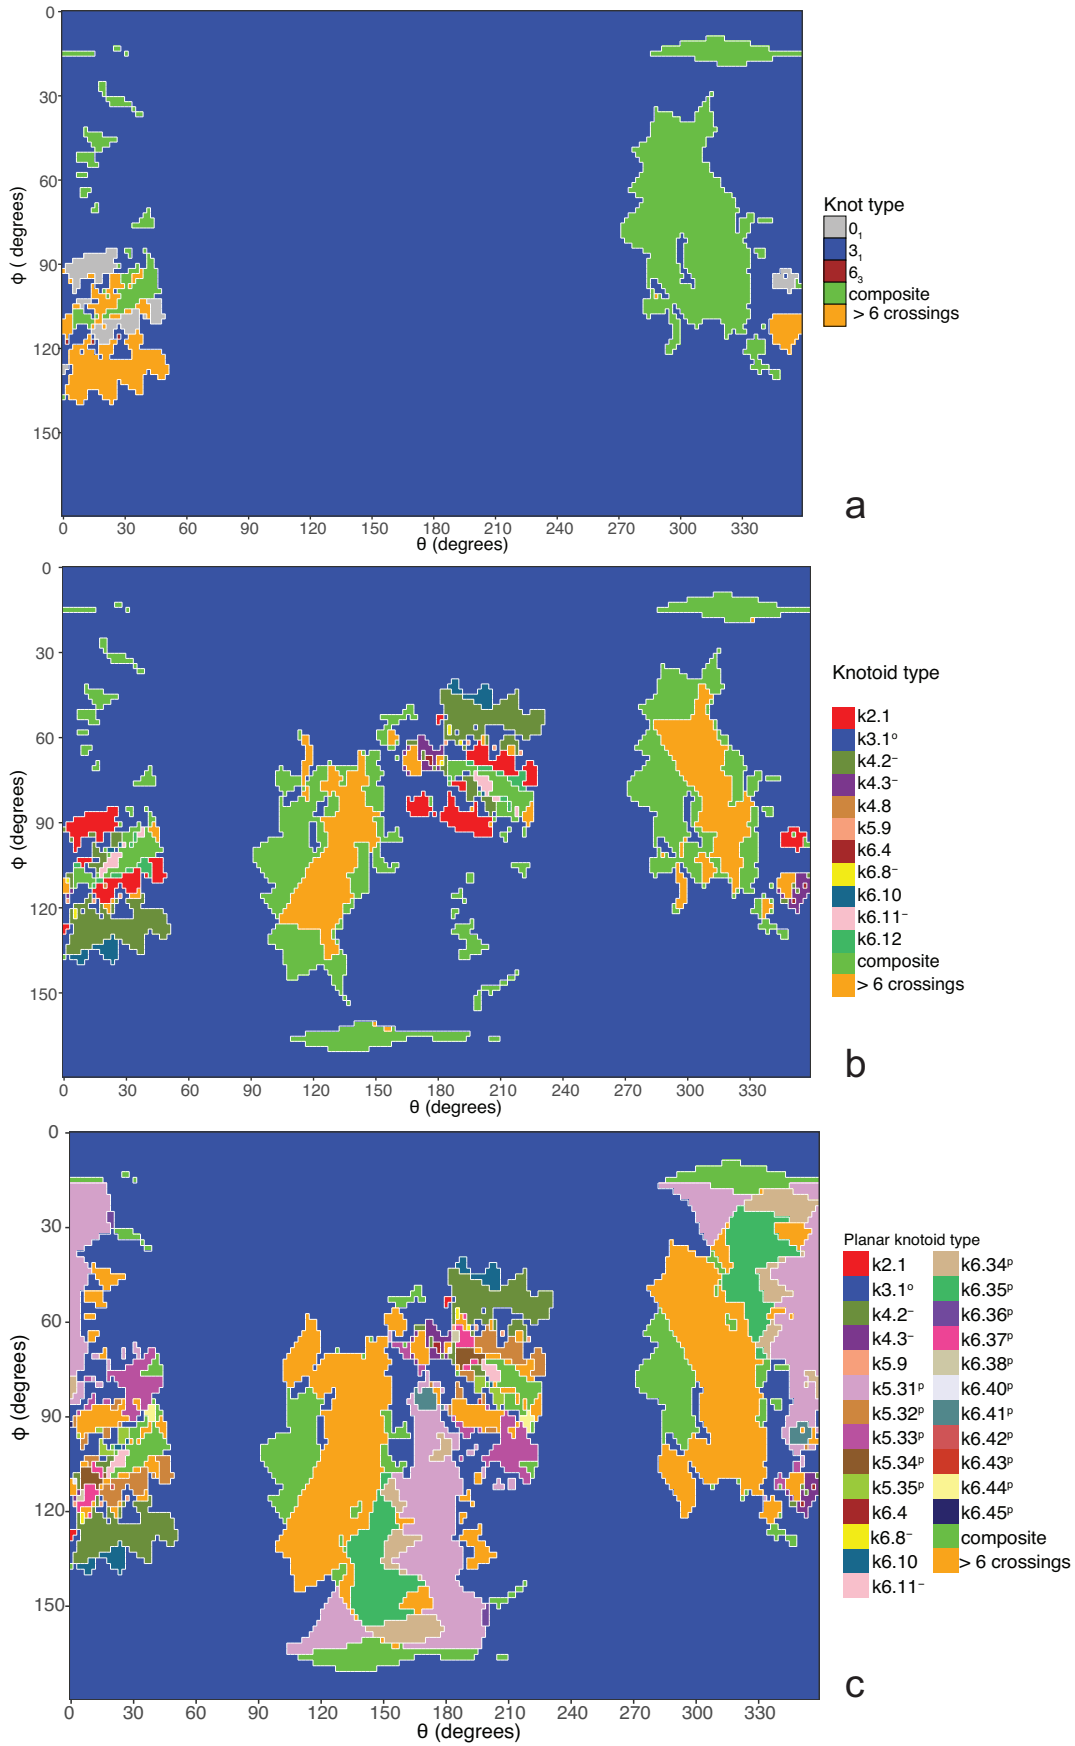 0
30
60
90
120
150
φ ( degrees)
0 30 60 90 120 150 180 210 240 270 300 330
θ (degrees)
Knot type
0₁
3₁
6₃
composite
> 6 crossings
a
0
30
60
90
120
150
φ (degrees)
0 30 60 90 120 150 180 210 240 270 300 330
θ (degrees)
Knotoid type
k2.1
k3.1º
k4.2⁻
k4.3⁻
k4.8
k5.9
k6.4
k6.8⁻
k6.10
k6.11⁻
k6.12
composite
> 6 crossings
b
0
30
60
90
120
150
φ (degrees)
0 30 60 90 120 150 180 210 240 270 300 330
θ (degrees)
Planar knotoid type
k2.1
k3.1º
k4.2⁻
k4.3⁻
k5.9
k5.31ᵖ
k5.32ᵖ
k5.33ᵖ
k5.34ᵖ
k5.35ᵖ
k6.4
k6.8⁻
k6.10
k6.11⁻
k6.34ᵖ
k6.35ᵖ
k6.36ᵖ
k6.37ᵖ
k6.38ᵖ
k6.40ᵖ
k6.41ᵖ
k6.42ᵖ
k6.43ᵖ
k6.44ᵖ
k6.45ᵖ
composite
> 6 crossings
c